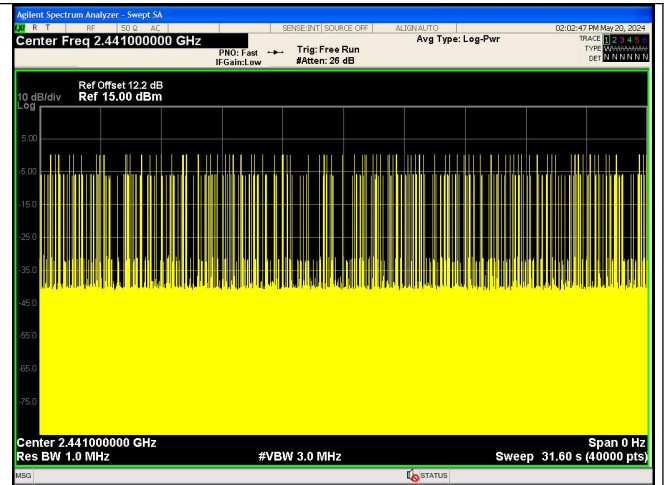 Agilent Spectrum Analyzer - Swept SA
LXI R T RF 50 Ω AC SENSE:INT SOURCE OFF ALIGN AUTO 02:02:47 PM May 20, 2024
Center Freq 2.441000000 GHz Avg Type: Log-Pwr TRACE 1 2 3 4 5 6
PNO: Fast Trig: Free Run TYPE W
IFGain:Low #Atten: 26 dB DET N N N N N N
Ref Offset 12.2 dB
10 dB/div Ref 15.00 dBm
Log
5.00
-5.00
-15.0
-25.0
-35.0
-45.0
-55.0
-65.0
-75.0
Center 2.441000000 GHz Span 0 Hz
Res BW 1.0 MHz #VBW 3.0 MHz Sweep 31.60 s (40000 pts)
MSG STATUS